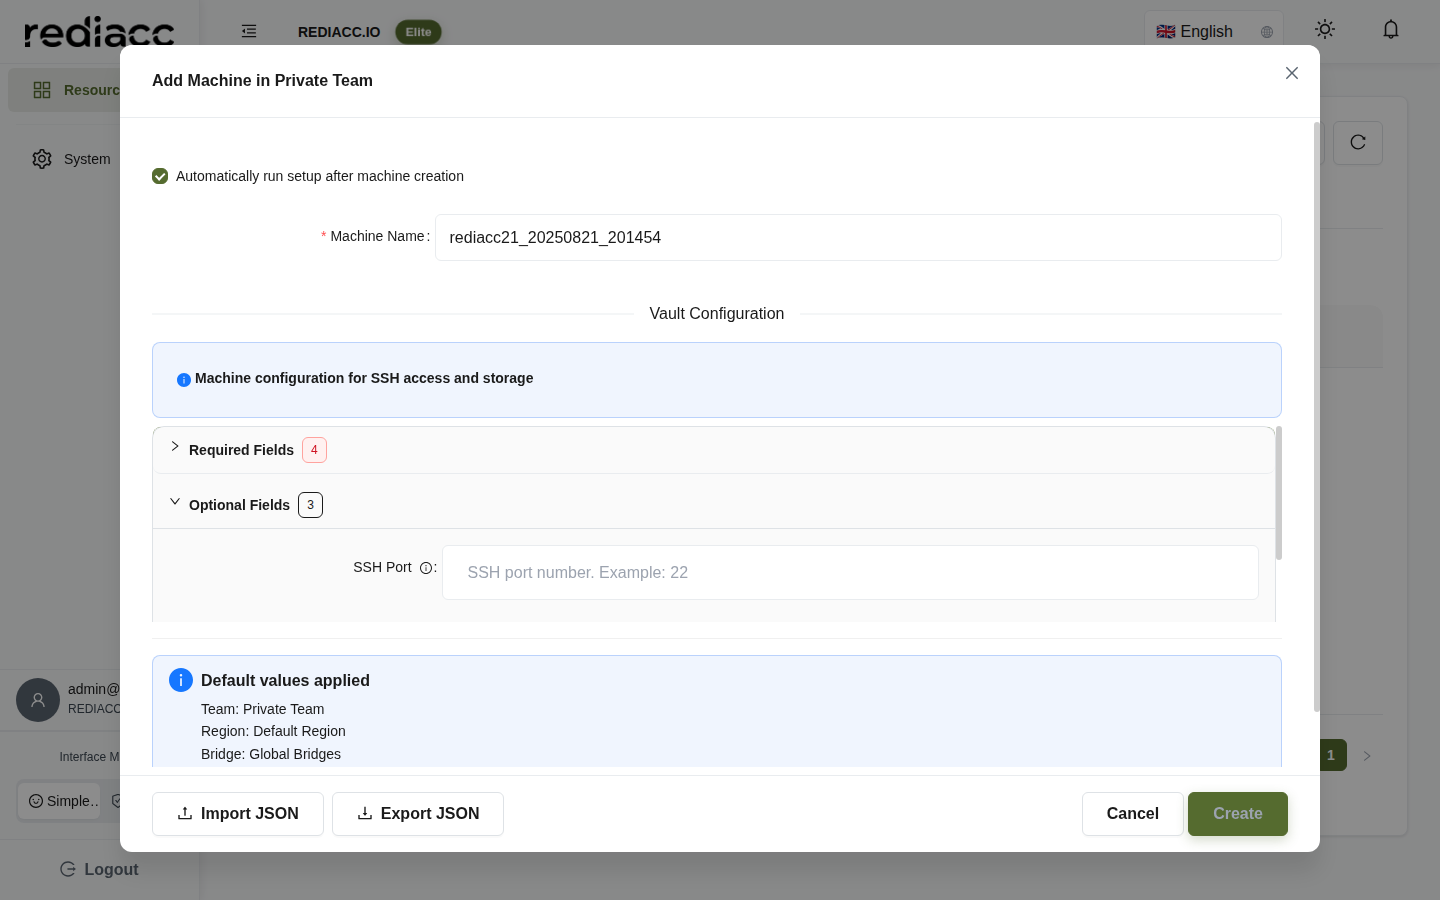 rediacc
REDIACC.IO
Elite
English
Resourc
System
Add Machine in Private Team
Automatically run setup after machine creation
* Machine Name:
rediacc21_20250821_201454
Vault Configuration
Machine configuration for SSH access and storage
Required Fields 4
Optional Fields 3
SSH Port :
SSH port number. Example: 22
Default values applied
Team: Private Team
Region: Default Region
Bridge: Global Bridges
admin@
REDIACC
Interface M
Simple…
1
Import JSON
Export JSON
Cancel
Create
Logout